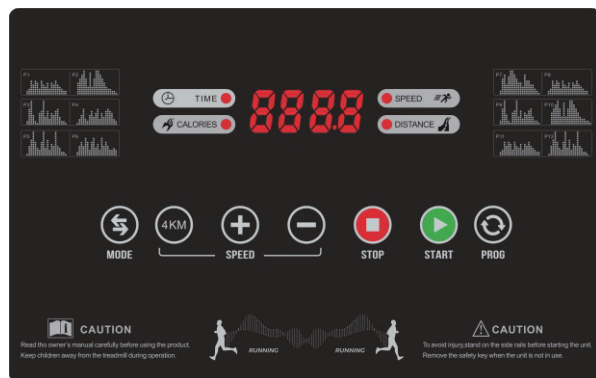 P1 P2
P3 P4
P5 P6
TIME
CALORIES
888.8
SPEED
DISTANCE
P7 P8
P9 P10
P11 P12
4KM
MODE
SPEED
STOP
START
PROG
CAUTION
Read the owner's manual carefully before using the product.
Keep children away from the treadmill during operation.
RUNNING RUNNING
CAUTION
To avoid injury,stand on the side rails before starting the unit.
Remove the safety key when the unit is not in use.